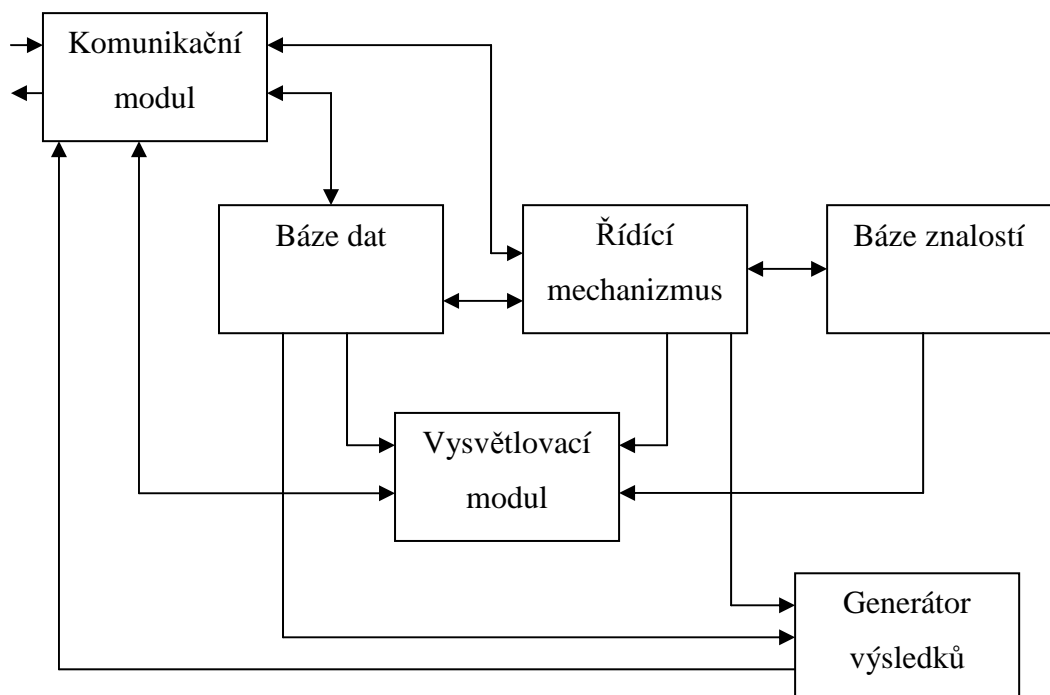 Komunikační
modul
Báze dat
Řídící
mechanizmus
Báze znalostí
Vysvětlovací
modul
Generátor
výsledků